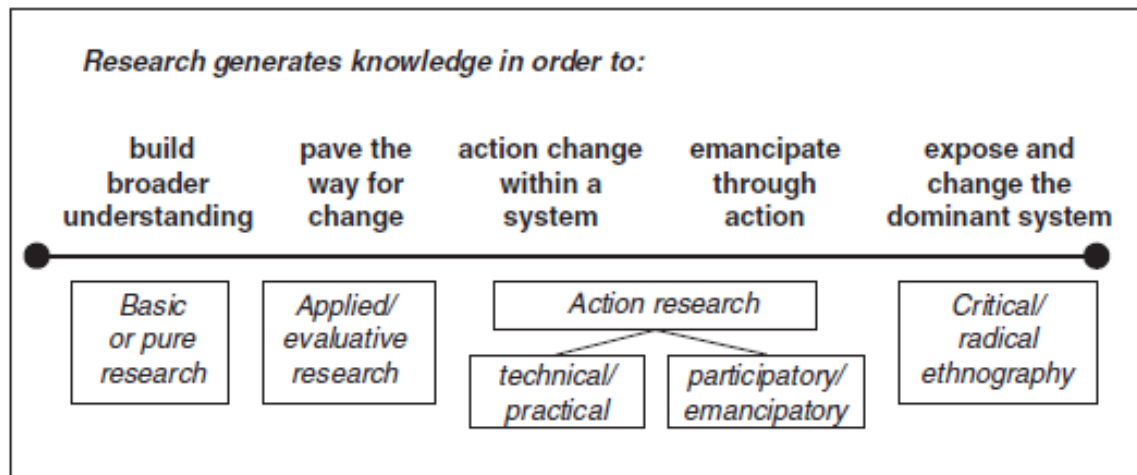 Research generates knowledge in order to:
build
broader
understanding
pave the
way for
change
action change
within a
system
emancipate
through
action
expose and
change the
dominant system
Basic
or pure
research
Applied/
evaluative
research
Action research
technical/
practical
participatory/
emancipatory
Critical/
radical
ethnography